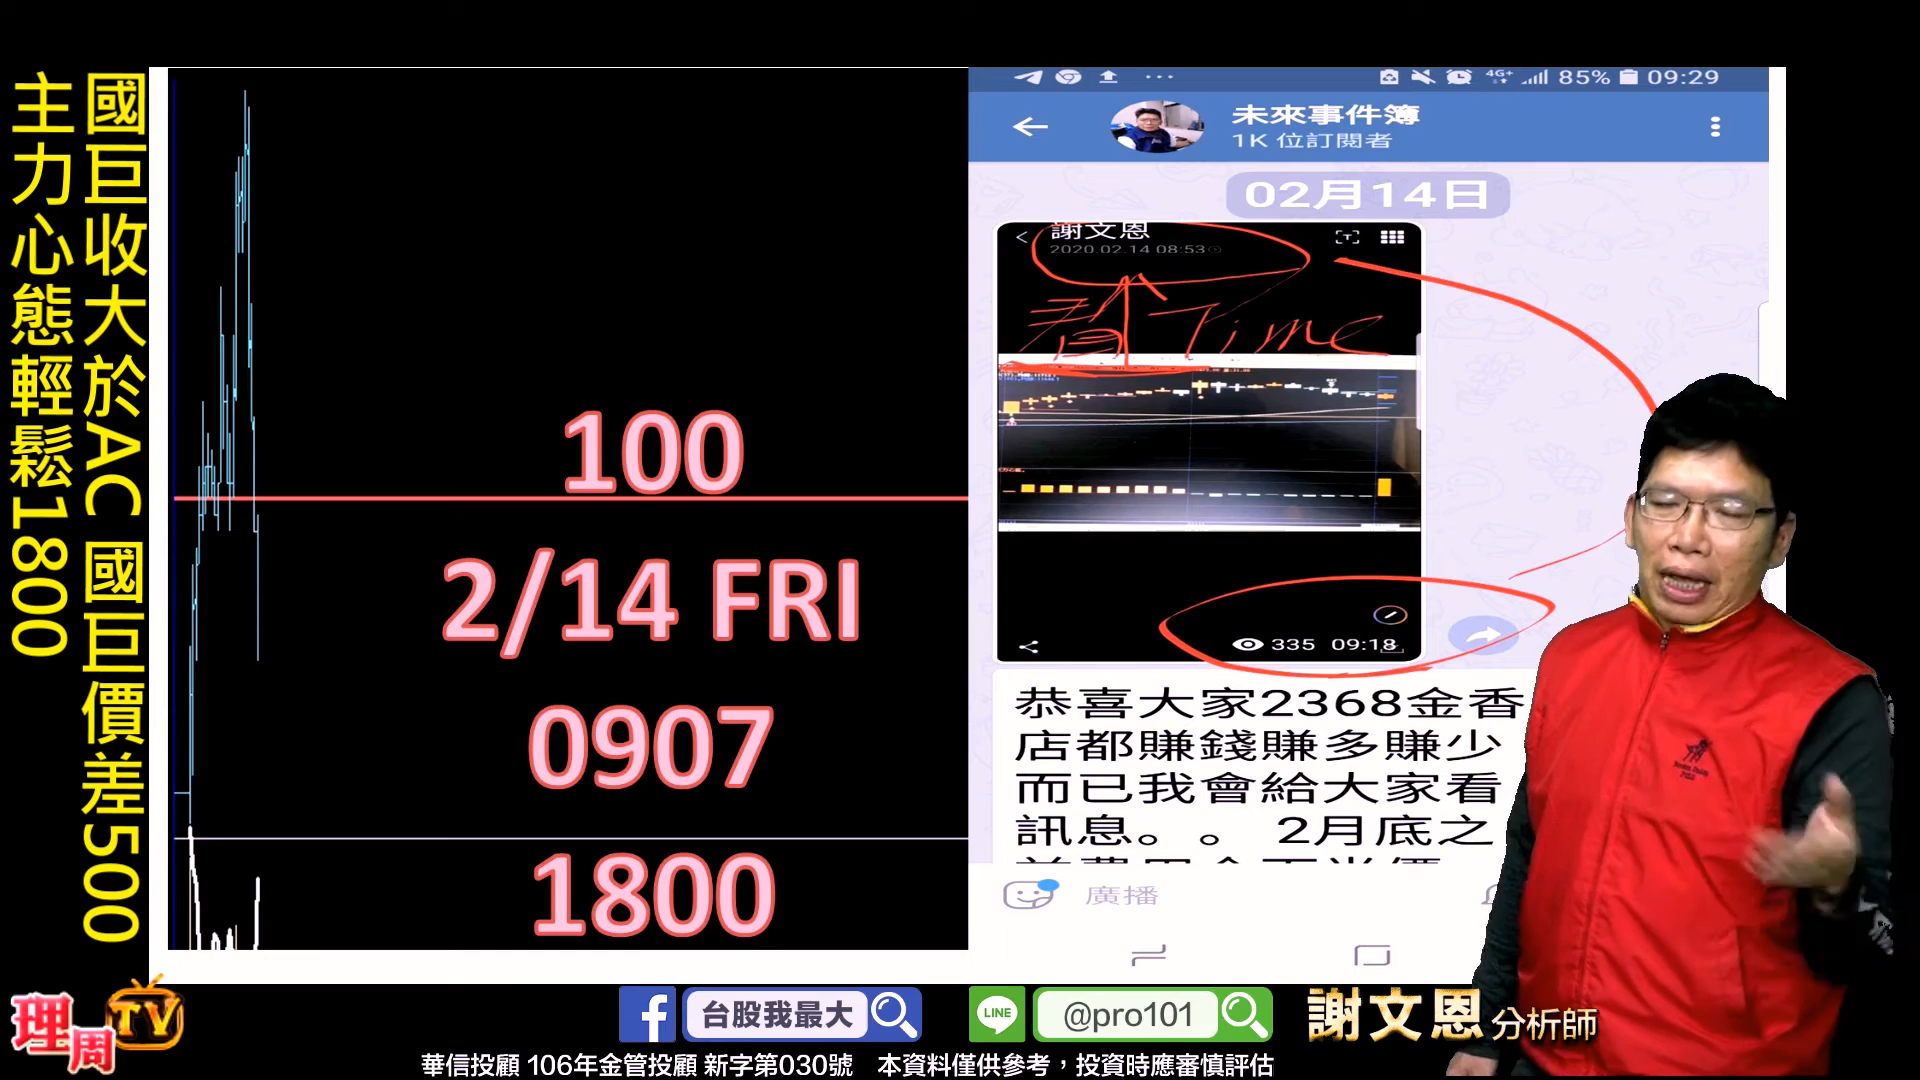 國巨收大於AC 國巨價差500
主力心態輕鬆1800
100
2/14 FRI
0907
1800
4G+ 85% 09:29
未來事件簿
1K 位訂閱者
02月14日
謝文恩
2020.02.14 08:53
看 Time
335 09:18
恭喜大家2368金香
店都賺錢賺多賺少
而已我會給大家看
訊息。。 2月底之
廣播
理周TV
台股我最大
LINE
@pro101
謝文恩 分析師
華信投顧 106年金管投顧 新字第030號 本資料僅供參考，投資時應審慎評估